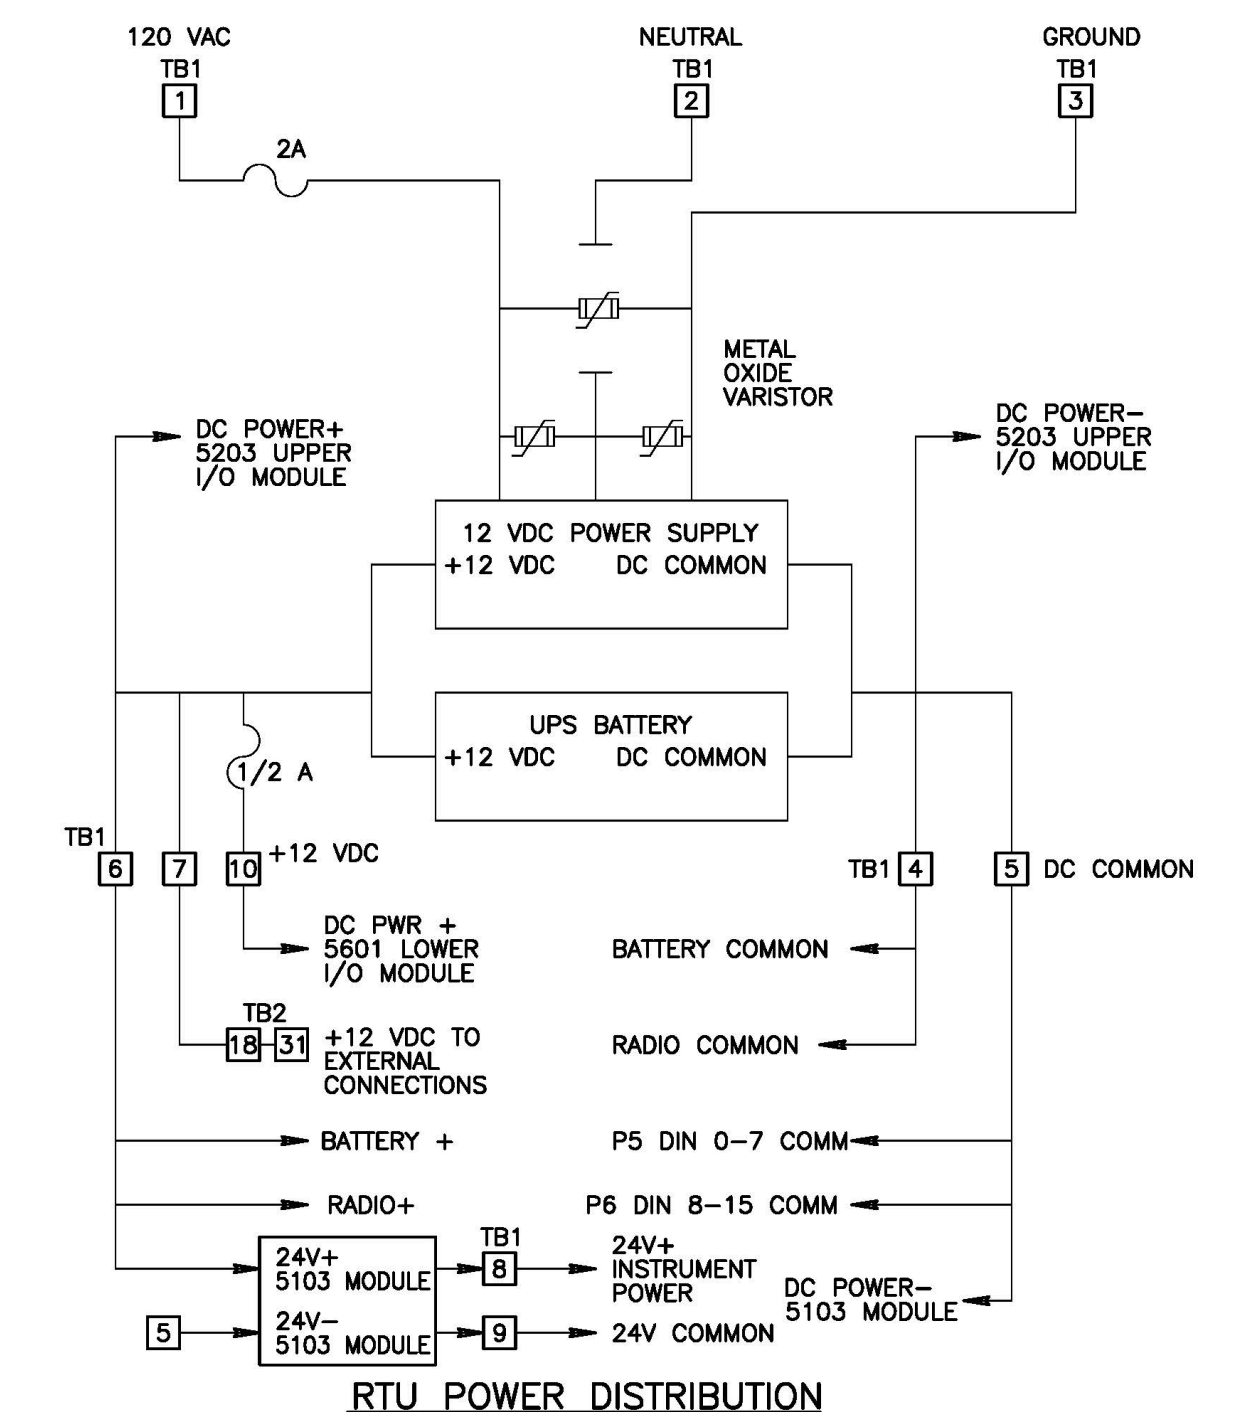 120 VAC
NEUTRAL
GROUND
TB1
TB1
TB1
1
2
3
2A
METAL
OXIDE
VARISTOR
DC POWER+
5203 UPPER
I/O MODULE
DC POWER-
5203 UPPER
I/O MODULE
12 VDC POWER SUPPLY
+12 VDC DC COMMON
UPS BATTERY
+12 VDC DC COMMON
1/2 A
TB1
6
7
10
+12 VDC
TB1
4
5
DC COMMON
DC PWR +
5601 LOWER
I/O MODULE
BATTERY COMMON
TB2
18
31
+12 VDC TO
EXTERNAL
CONNECTIONS
RADIO COMMON
BATTERY +
P5 DIN 0-7 COMM
RADIO+
P6 DIN 8-15 COMM
24V+
5103 MODULE
TB1
8
24V+
INSTRUMENT
POWER
DC POWER-
5103 MODULE
5
24V-
5103 MODULE
9
24V COMMON
RTU POWER DISTRIBUTION